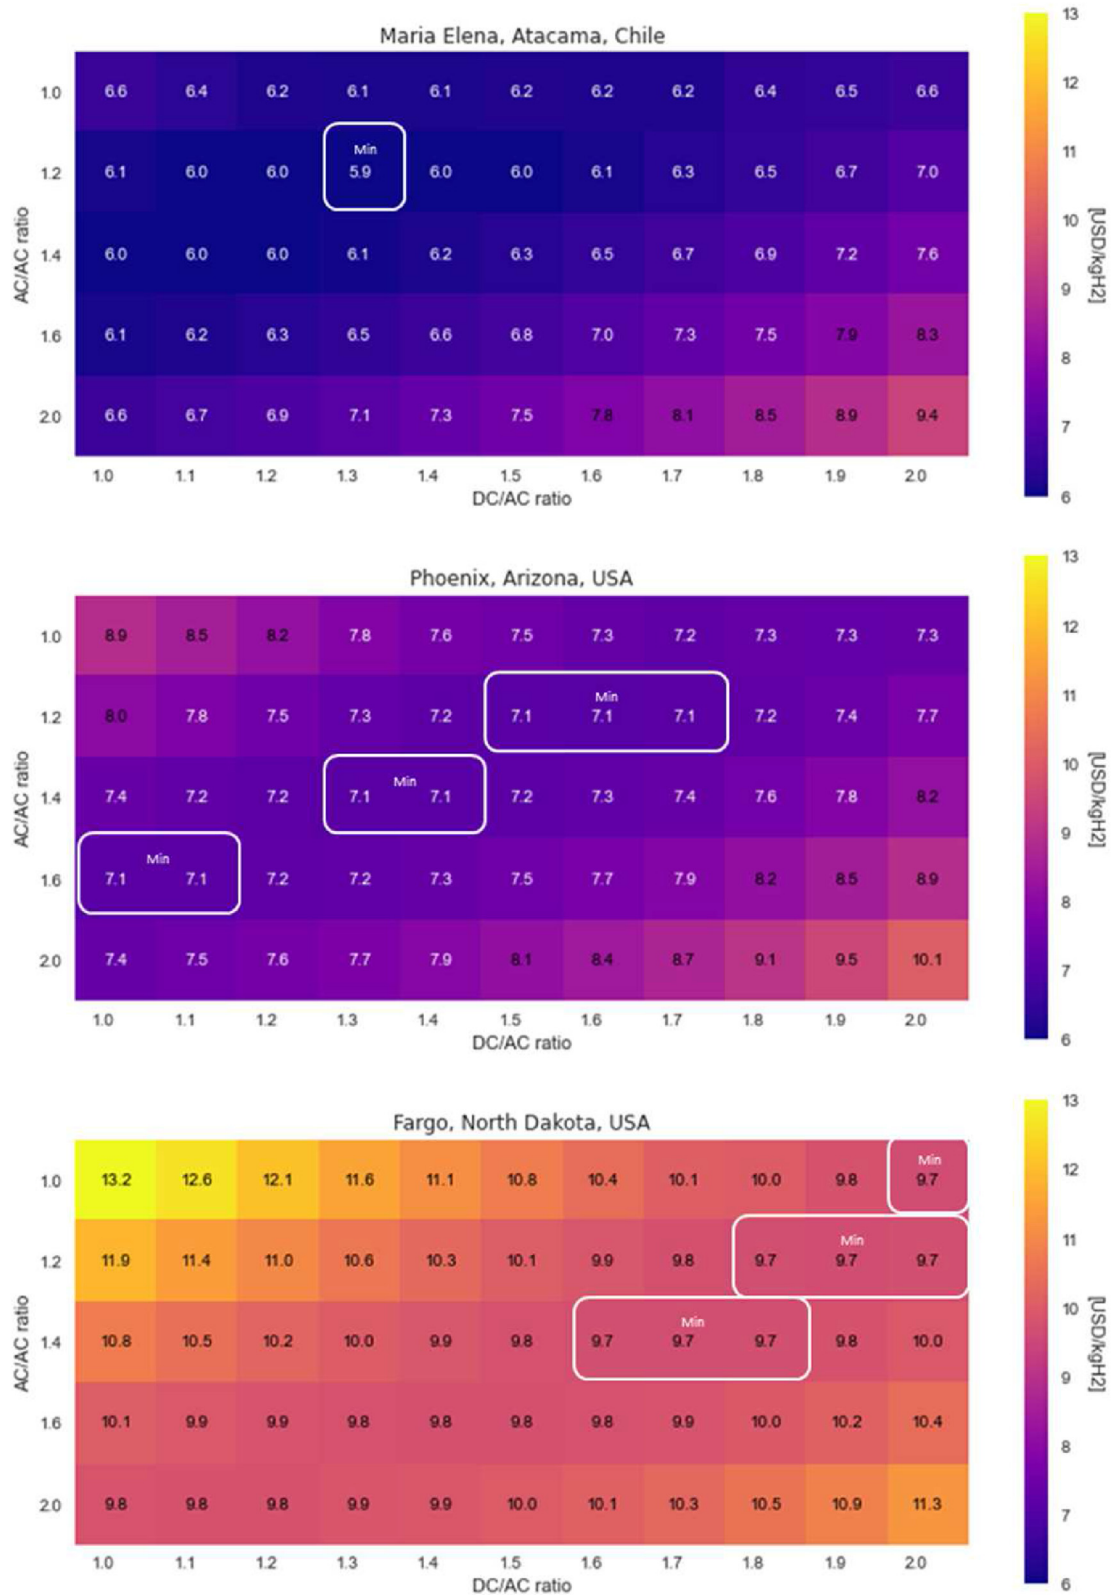 Maria Elena, Atacama, Chile
1.0 6.6 6.4 6.2 6.1 6.1 6.2 6.2 6.2 6.4 6.5 6.6
Min
1.2 6.1 6.0 6.0 5.9 6.0 6.0 6.1 6.3 6.5 6.7 7.0
1.4 6.0 6.0 6.0 6.1 6.2 6.3 6.5 6.7 6.9 7.2 7.6
1.6 6.1 6.2 6.3 6.5 6.6 6.8 7.0 7.3 7.5 7.9 8.3
2.0 6.6 6.7 6.9 7.1 7.3 7.5 7.8 8.1 8.5 8.9 9.4
AC/AC ratio
1.0 1.1 1.2 1.3 1.4 1.5 1.6 1.7 1.8 1.9 2.0
DC/AC ratio
13
12
11
10
9
8
7
6
[USD/kgH2]
Phoenix, Arizona, USA
1.0 8.9 8.5 8.2 7.8 7.6 7.5 7.3 7.2 7.3 7.3 7.3
Min
1.2 8.0 7.8 7.5 7.3 7.2 7.1 7.1 7.1 7.2 7.4 7.7
Min
1.4 7.4 7.2 7.2 7.1 7.1 7.2 7.3 7.4 7.6 7.8 8.2
Min
1.6 7.1 7.1 7.2 7.2 7.3 7.5 7.7 7.9 8.2 8.5 8.9
2.0 7.4 7.5 7.6 7.7 7.9 8.1 8.4 8.7 9.1 9.5 10.1
AC/AC ratio
1.0 1.1 1.2 1.3 1.4 1.5 1.6 1.7 1.8 1.9 2.0
DC/AC ratio
13
12
11
10
9
8
7
6
[USD/kgH2]
Fargo, North Dakota, USA
Min
1.0 13.2 12.6 12.1 11.6 11.1 10.8 10.4 10.1 10.0 9.8 9.7
Min
1.2 11.9 11.4 11.0 10.6 10.3 10.1 9.9 9.8 9.7 9.7 9.7
Min
1.4 10.8 10.5 10.2 10.0 9.9 9.8 9.7 9.7 9.7 9.8 10.0
1.6 10.1 9.9 9.9 9.8 9.8 9.8 9.8 9.9 10.0 10.2 10.4
2.0 9.8 9.8 9.8 9.9 9.9 10.0 10.1 10.3 10.5 10.9 11.3
AC/AC ratio
1.0 1.1 1.2 1.3 1.4 1.5 1.6 1.7 1.8 1.9 2.0
DC/AC ratio
13
12
11
10
9
8
7
6
[USD/kgH2]